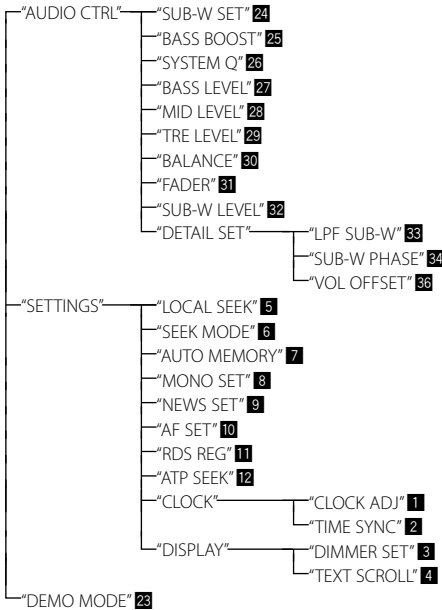 “AUDIO CTRL” “SUB-W SET” 24
“BASS BOOST” 25
“SYSTEM Q” 26
“BASS LEVEL” 27
“MID LEVEL” 28
“TRE LEVEL” 29
“BALANCE” 30
“FADER” 31
“SUB-W LEVEL” 32
“DETAIL SET” “LPF SUB-W” 33
“SUB-W PHASE” 34
“VOL OFFSET” 36
“SETTINGS” “LOCAL SEEK” 5
“SEEK MODE” 6
“AUTO MEMORY” 7
“MONO SET” 8
“NEWS SET” 9
“AF SET” 10
“RDS REG” 11
“ATP SEEK” 12
“CLOCK” “CLOCK ADJ” 1
“TIME SYNC” 2
“DISPLAY” “DIMMER SET” 3
“TEXT SCROLL” 4
“DEMO MODE” 23